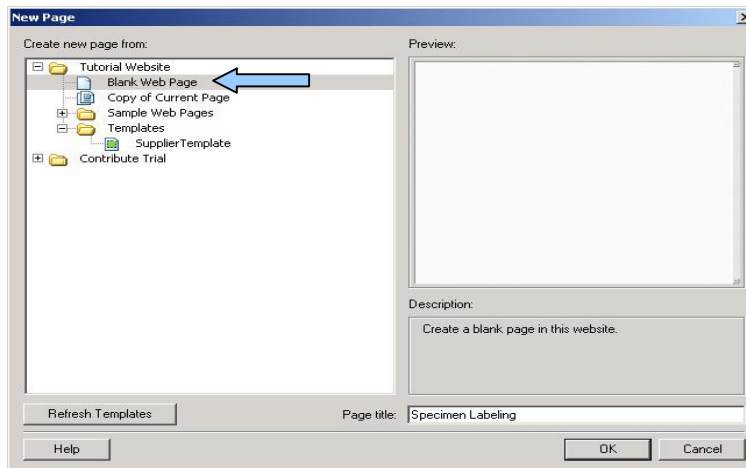 New Page
Create new page from:
Tutorial Website
Blank Web Page
Copy of Current Page
Sample Web Pages
Templates
SupplierTemplate
Contribute Trial
Preview:
Description:
Create a blank page in this website.
Refresh Templates
Page title: Specimen Labeling
Help
OK
Cancel